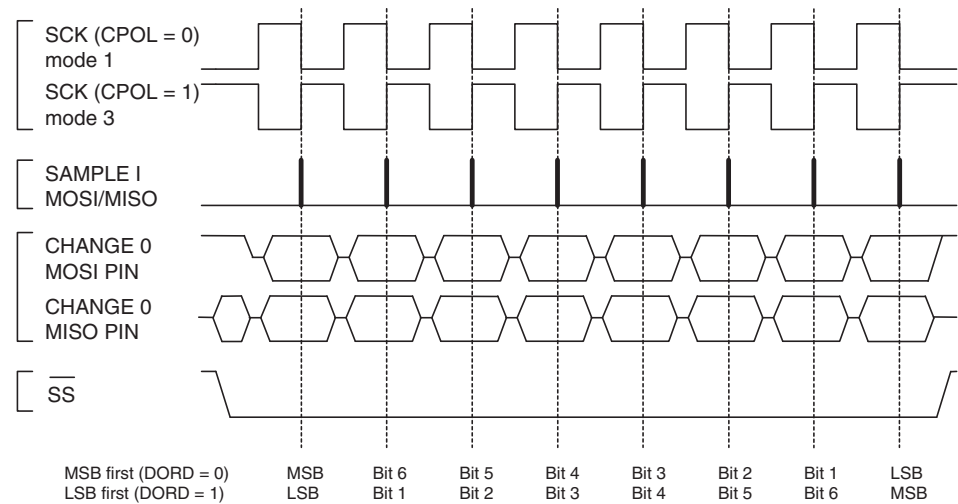 SCK (CPOL = 0)
mode 1
SCK (CPOL = 1)
mode 3
SAMPLE I
MOSI/MISO
CHANGE 0
MOSI PIN
CHANGE 0
MISO PIN
SS
MSB first (DORD = 0) MSB Bit 6 Bit 5 Bit 4 Bit 3 Bit 2 Bit 1 LSB
LSB first (DORD = 1) LSB Bit 1 Bit 2 Bit 3 Bit 4 Bit 5 Bit 6 MSB